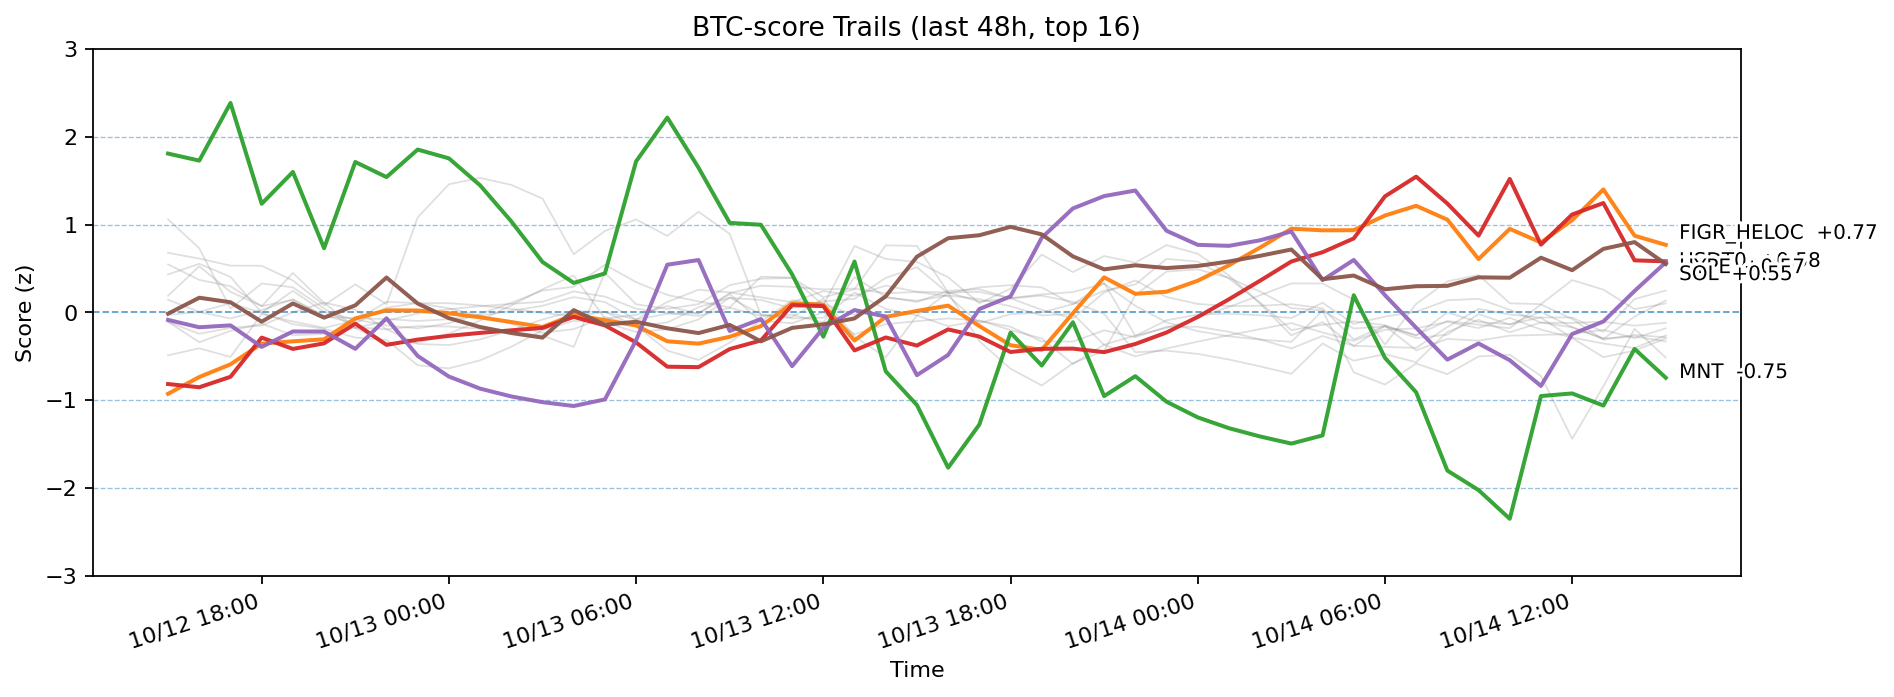 BTC-score Trails (last 48h, top 16)
Score (z)
3
2
1
0
−1
−2
−3
FIGR_HELOC +0.77
SOL +0.55
MNT -0.75
10/12 18:00
10/13 00:00
10/13 06:00
10/13 12:00
10/13 18:00
10/14 00:00
10/14 06:00
10/14 12:00
Time